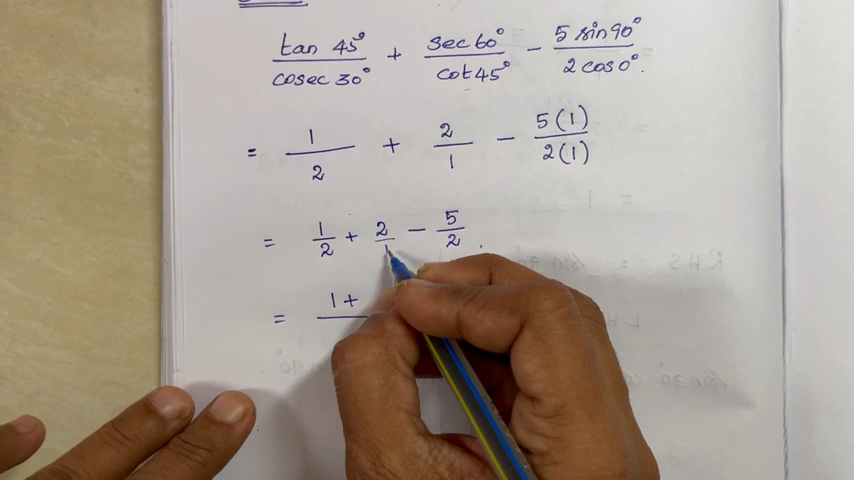 tan 45° / cosec 30° + sec 60° / cot 45° − 5 sin 90° / 2 cos 0°.
= 1 / 2 + 2 / 1 − 5(1) / 2(1)
= 1/2 + 2/1 − 5/2.
= 1+